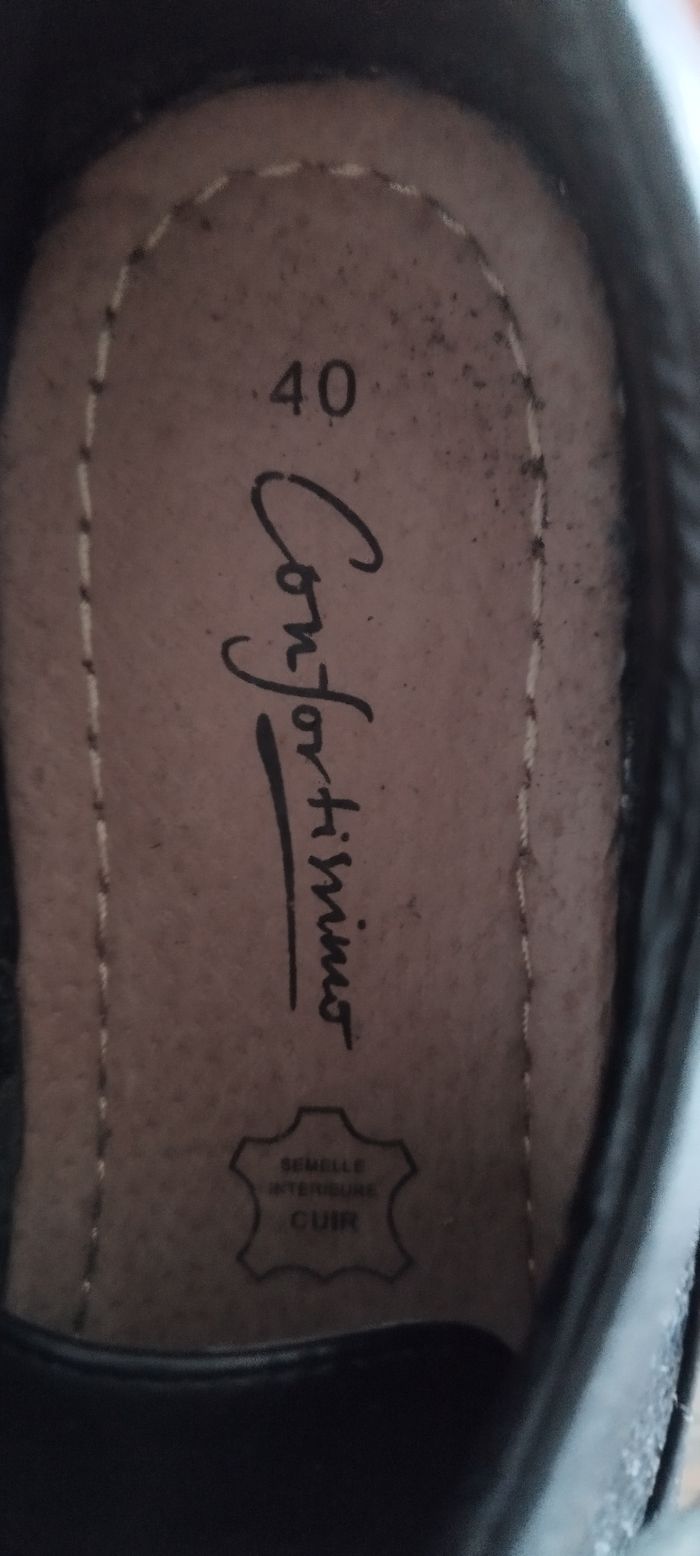 40
Confortissimo
SEMELLE
INTERIEURE
CUIR